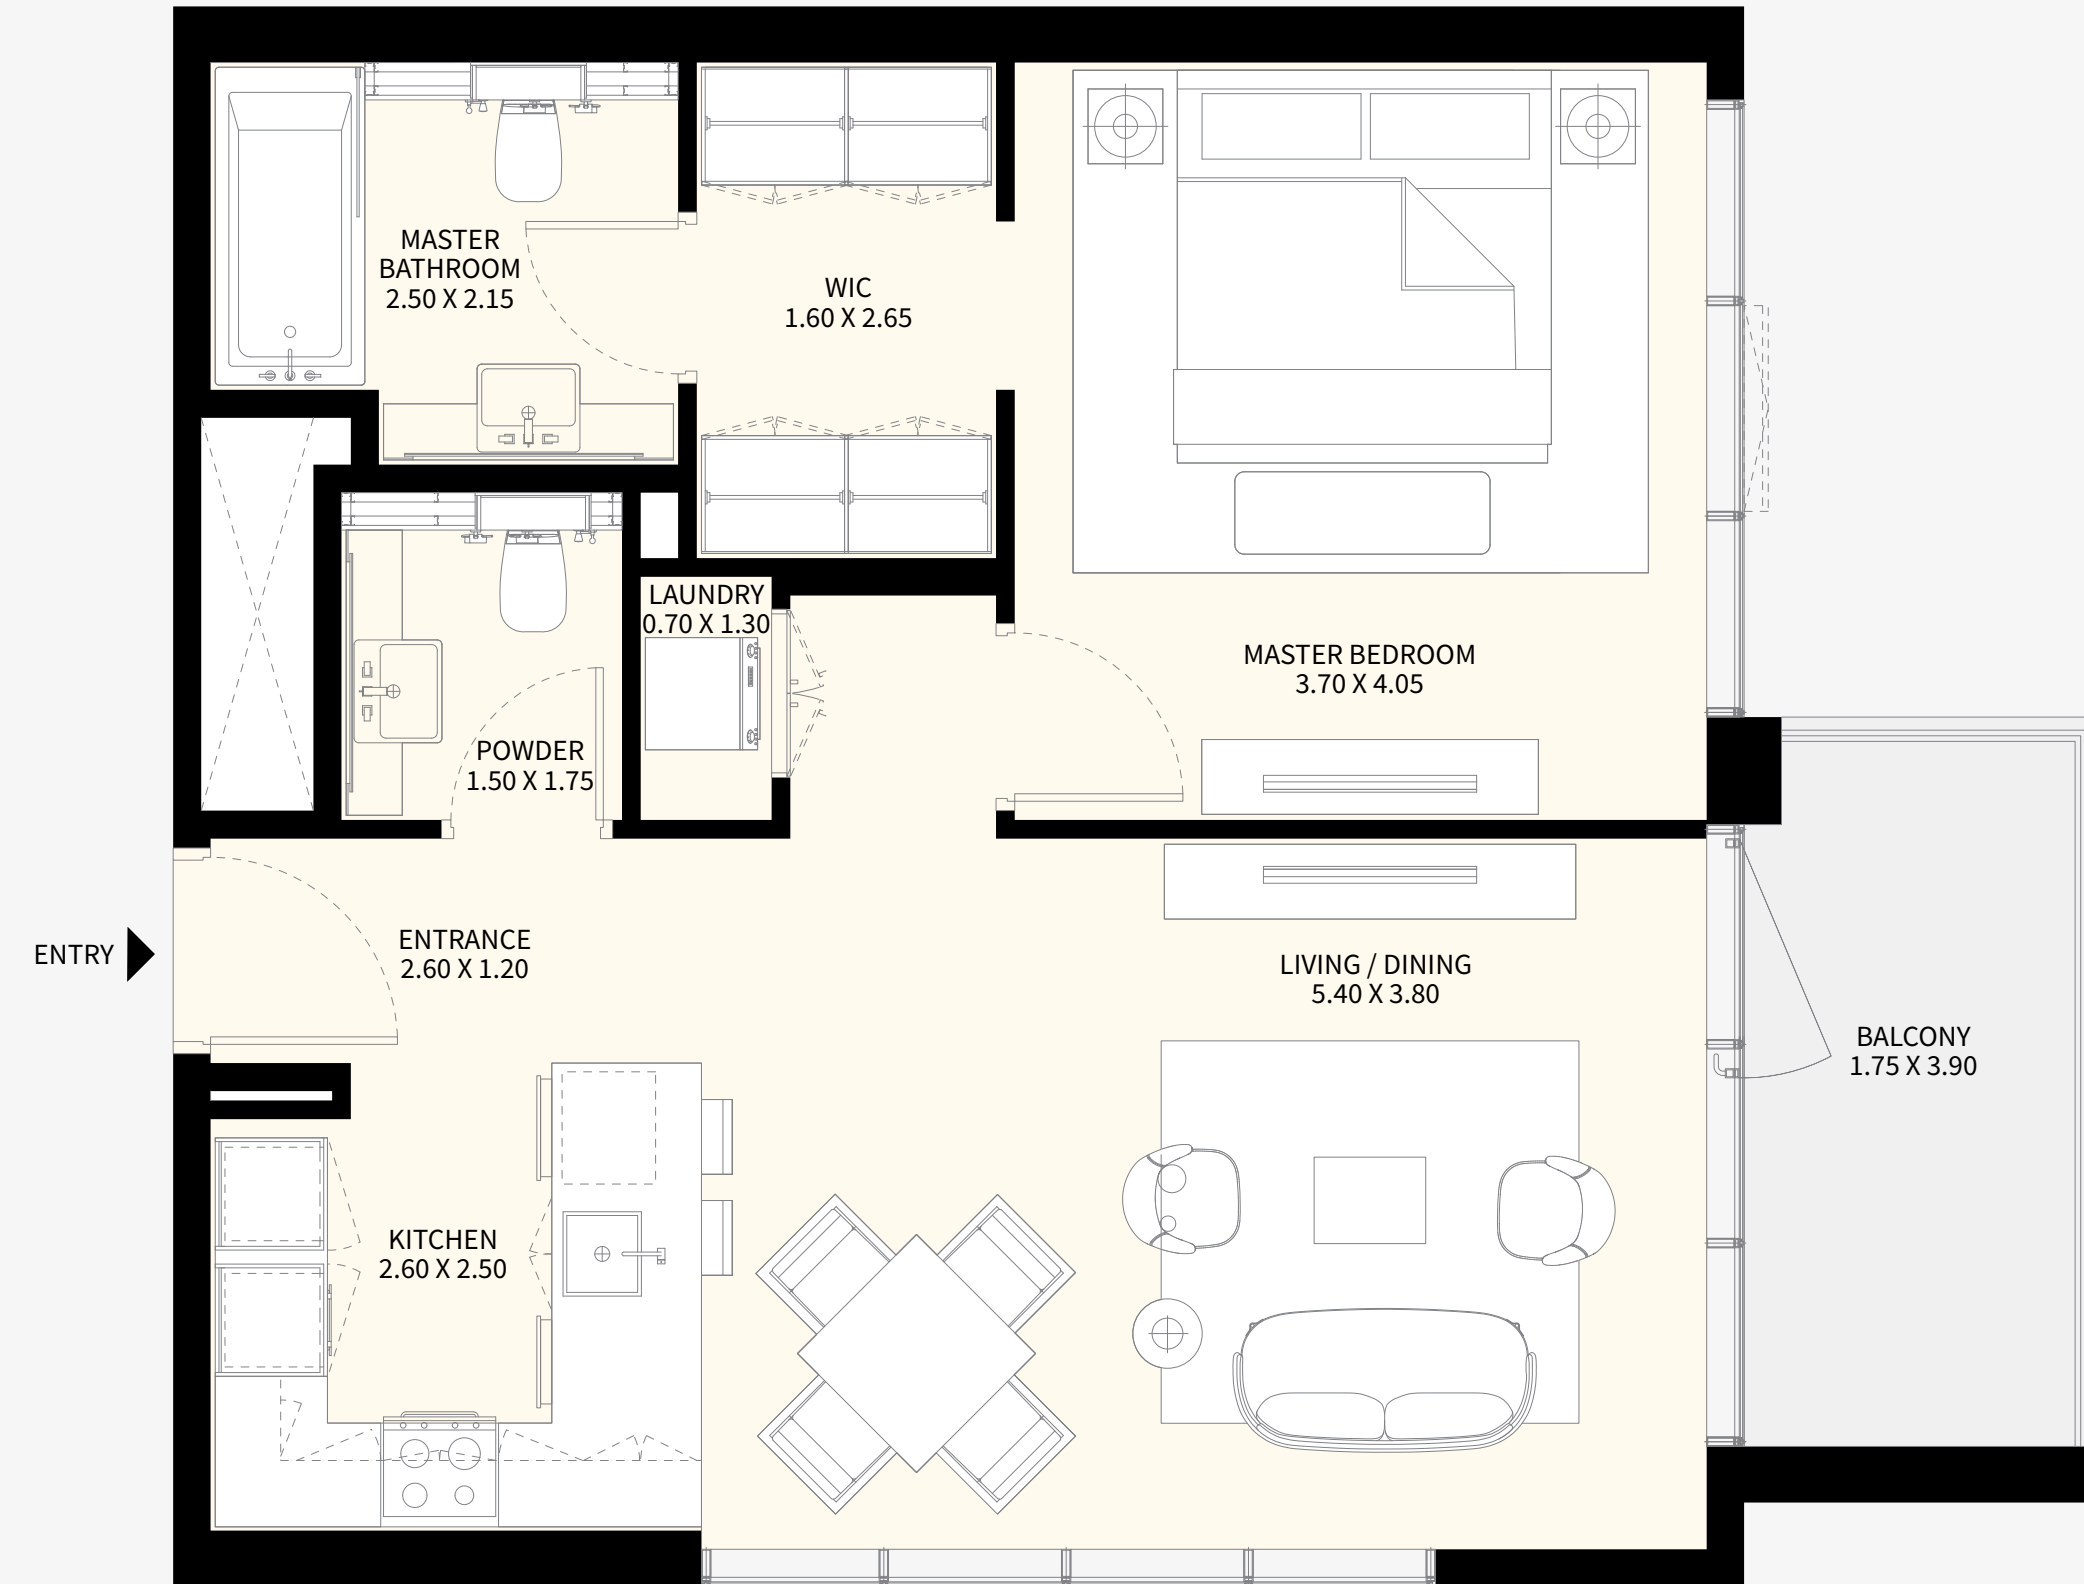 MASTER
BATHROOM
2.50 X 2.15
WIC
1.60 X 2.65
LAUNDRY
0.70 X 1.30
MASTER BEDROOM
3.70 X 4.05
POWDER
1.50 X 1.75
ENTRY
ENTRANCE
2.60 X 1.20
LIVING / DINING
5.40 X 3.80
BALCONY
1.75 X 3.90
KITCHEN
2.60 X 2.50